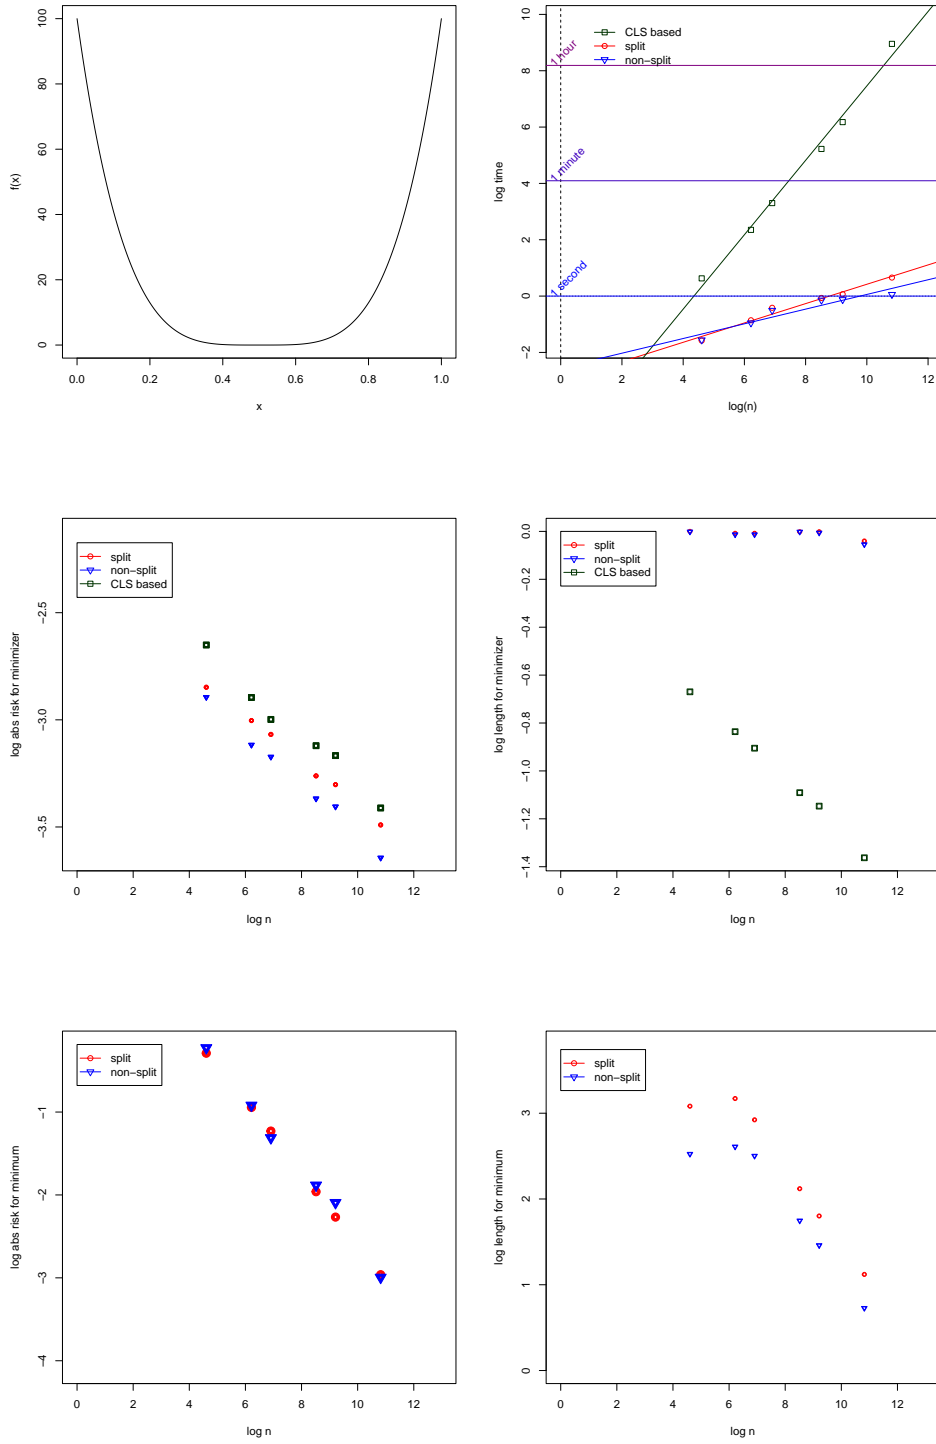 f(x)
100
80
60
40
20
0
0.0 0.2 0.4 0.6 0.8 1.0
x
log time
10
8
6
4
2
0
−2
CLS based
split
non−split
1 hour
1 minute
1 second
0 2 4 6 8 10 12
log(n)
log abs risk for minimizer
−2.5
−3.0
−3.5
split
non−split
CLS based
0 2 4 6 8 10 12
log n
log length for minimizer
0.0
−0.2
−0.4
−0.6
−0.8
−1.0
−1.2
−1.4
split
non−split
CLS based
0 2 4 6 8 10 12
log n
log abs risk for minimum
−1
−2
−3
−4
split
non−split
0 2 4 6 8 10 12
log n
log length for minimum
3
2
1
0
split
non−split
0 2 4 6 8 10 12
log n